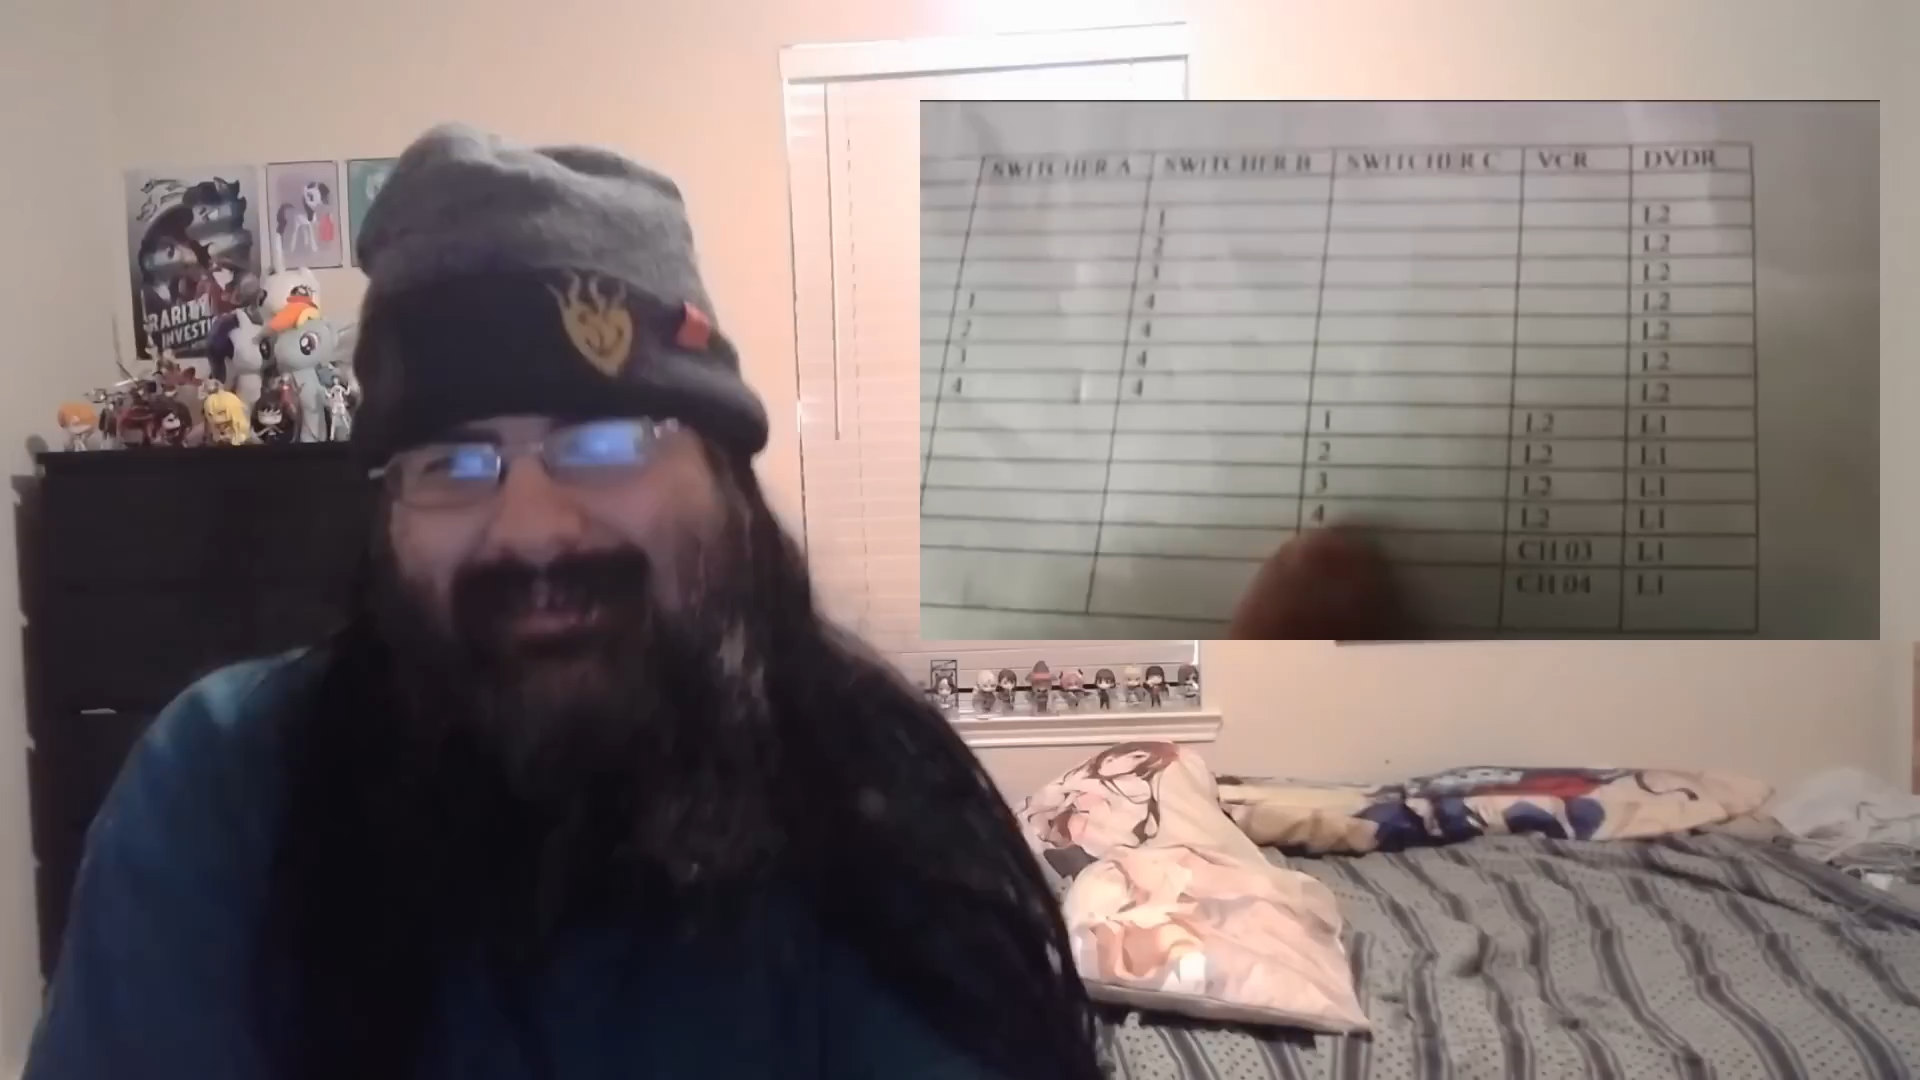 RARITY
INVESTI
SWITCHER A SWITCHER B SWITCHER C VCR DVDR
1 L2
2 L2
3 L2
1 4 L2
2 4 L2
3 4 L2
4 4 L2
1 L2 L1
2 L2 L1
3 L2 L1
4 L2 L1
CH 03 L1
CH 04 L1